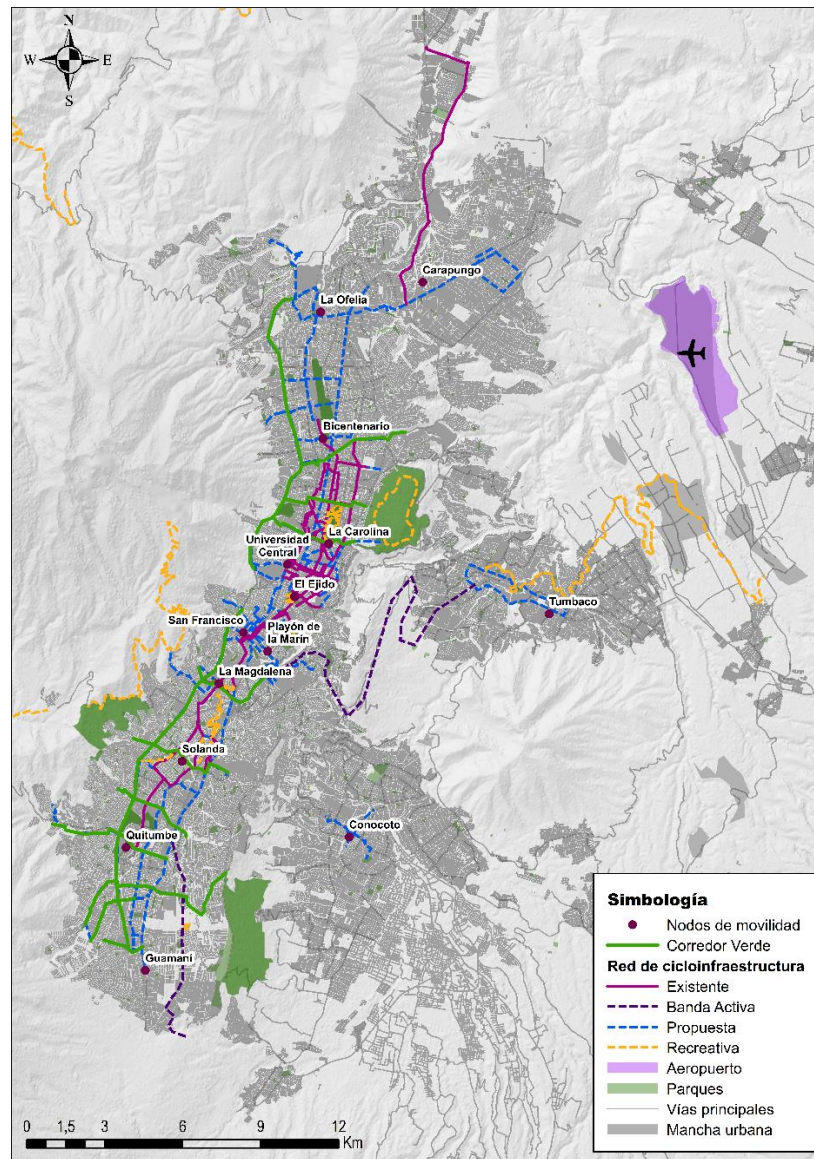 N
W E
S
Carapungo
La Ofelia
Bicentenario
La Carolina
Universidad
Central
El Ejido
Tumbaco
San Francisco
Playón de
la Marín
La Magdalena
Solanda
Conocoto
Quitumbe
Guamaní
Simbología
Nodos de movilidad
Corredor Verde
Red de cicloinfraestructura
Existente
Banda Activa
Propuesta
Recreativa
Aeropuerto
Parques
Vías principales
Mancha urbana
0 1,5 3 6 9 12
Km